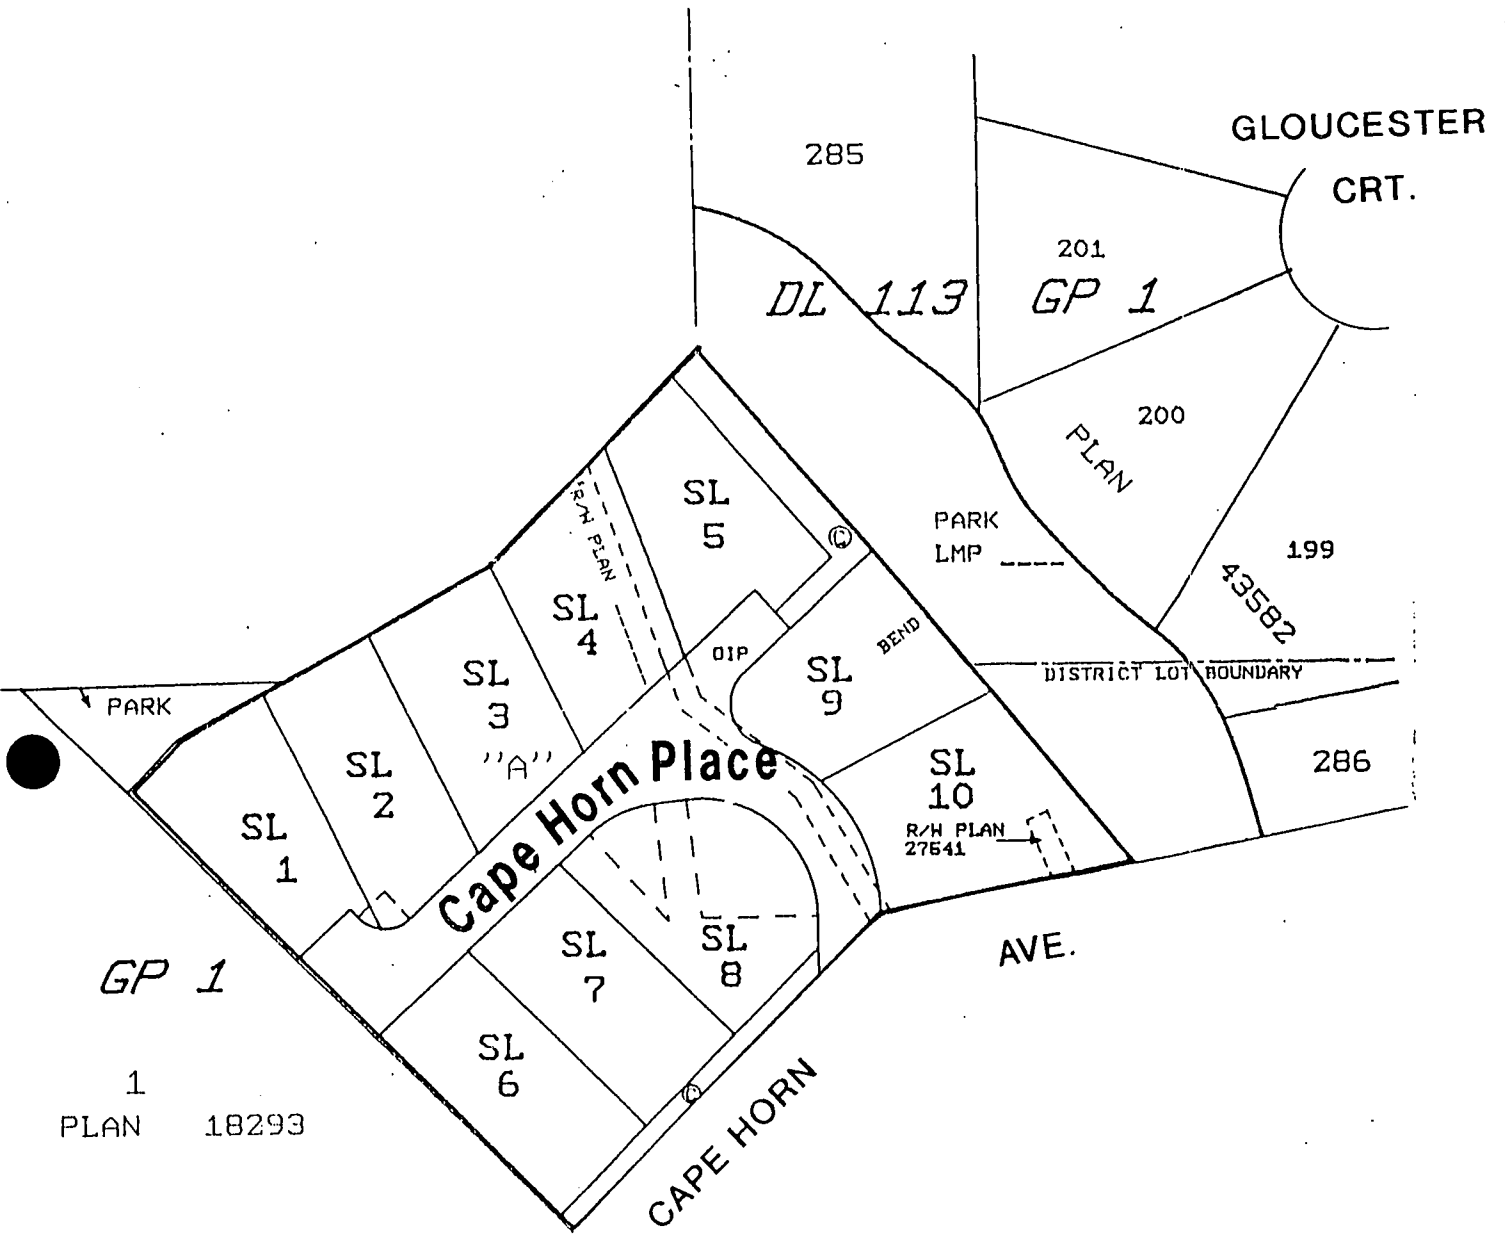 GLOUCESTER
CRT.
285
201
DL 113 GP 1
200
PLAN
199
43582
PARK
LMP
DISTRICT LOT BOUNDARY
286
SL
5
R/W PLAN
SL
4
OIP
SL
9
BEND
SL
3
"A"
SL
2
SL
1
PARK
Cape Horn Place
SL
10
R/W PLAN
27541
SL
8
SL
7
SL
6
AVE.
CAPE HORN
GP 1
1
PLAN 18293
C
C